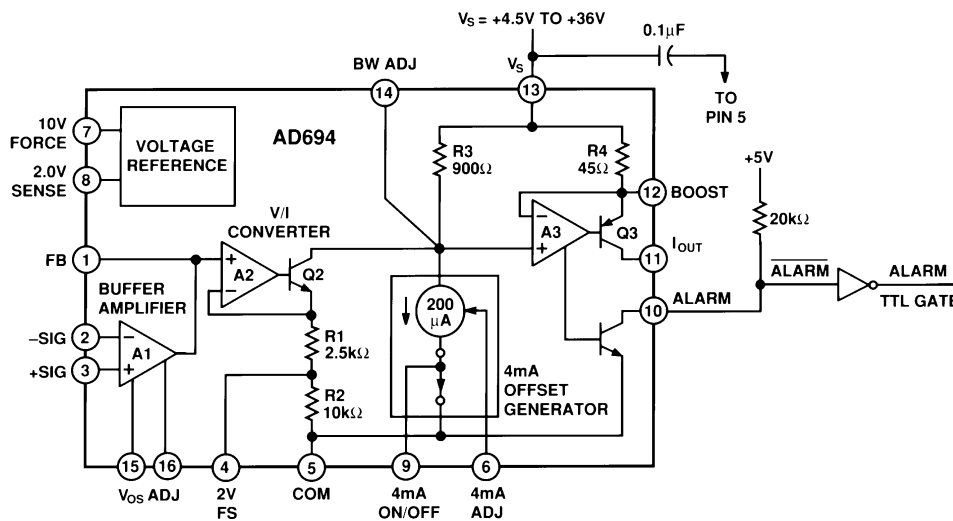 V_S = +4.5V TO +36V
0.1µF
BW ADJ
V_S
14
13
TO
PIN 5
10V
FORCE
7
VOLTAGE
REFERENCE
AD694
R3
900Ω
R4
45Ω
+5V
2.0V
SENSE
8
12
BOOST
20kΩ
V/I
CONVERTER
A3
Q3
I_OUT
FB
1
A2
Q2
11
ALARM
ALARM
BUFFER
AMPLIFIER
200
µA
ALARM
10
TTL GATE
–SIG
2
A1
R1
2.5kΩ
+SIG
3
4mA
OFFSET
GENERATOR
R2
10kΩ
15
16
4
5
9
6
V_OS ADJ
2V
FS
COM
4mA
ON/OFF
4mA
ADJ